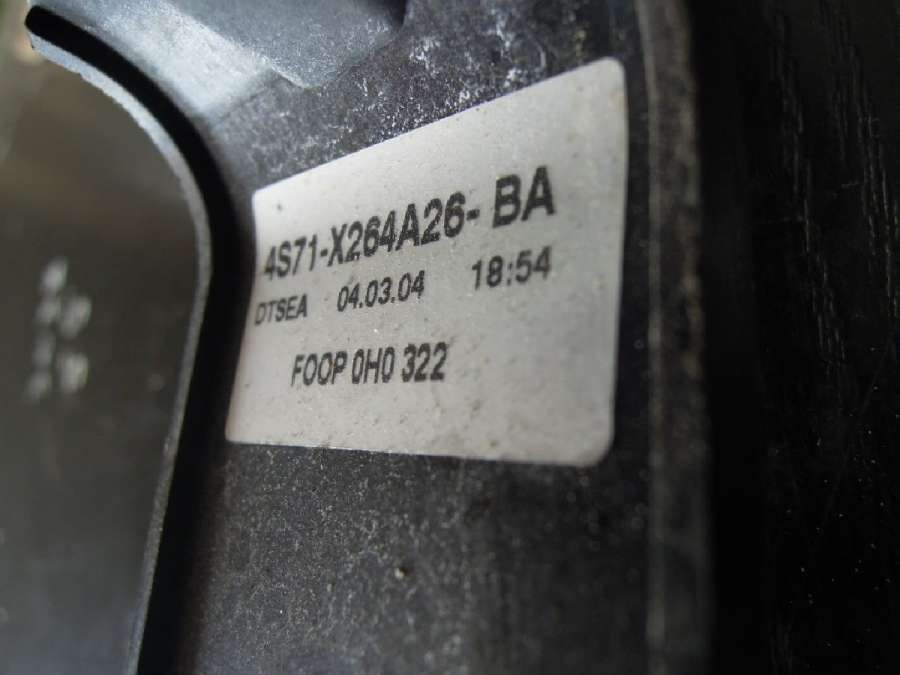 4S71-X264A26- BA
DTSEA 04.03.04 18:54
FOOP 0H0 322